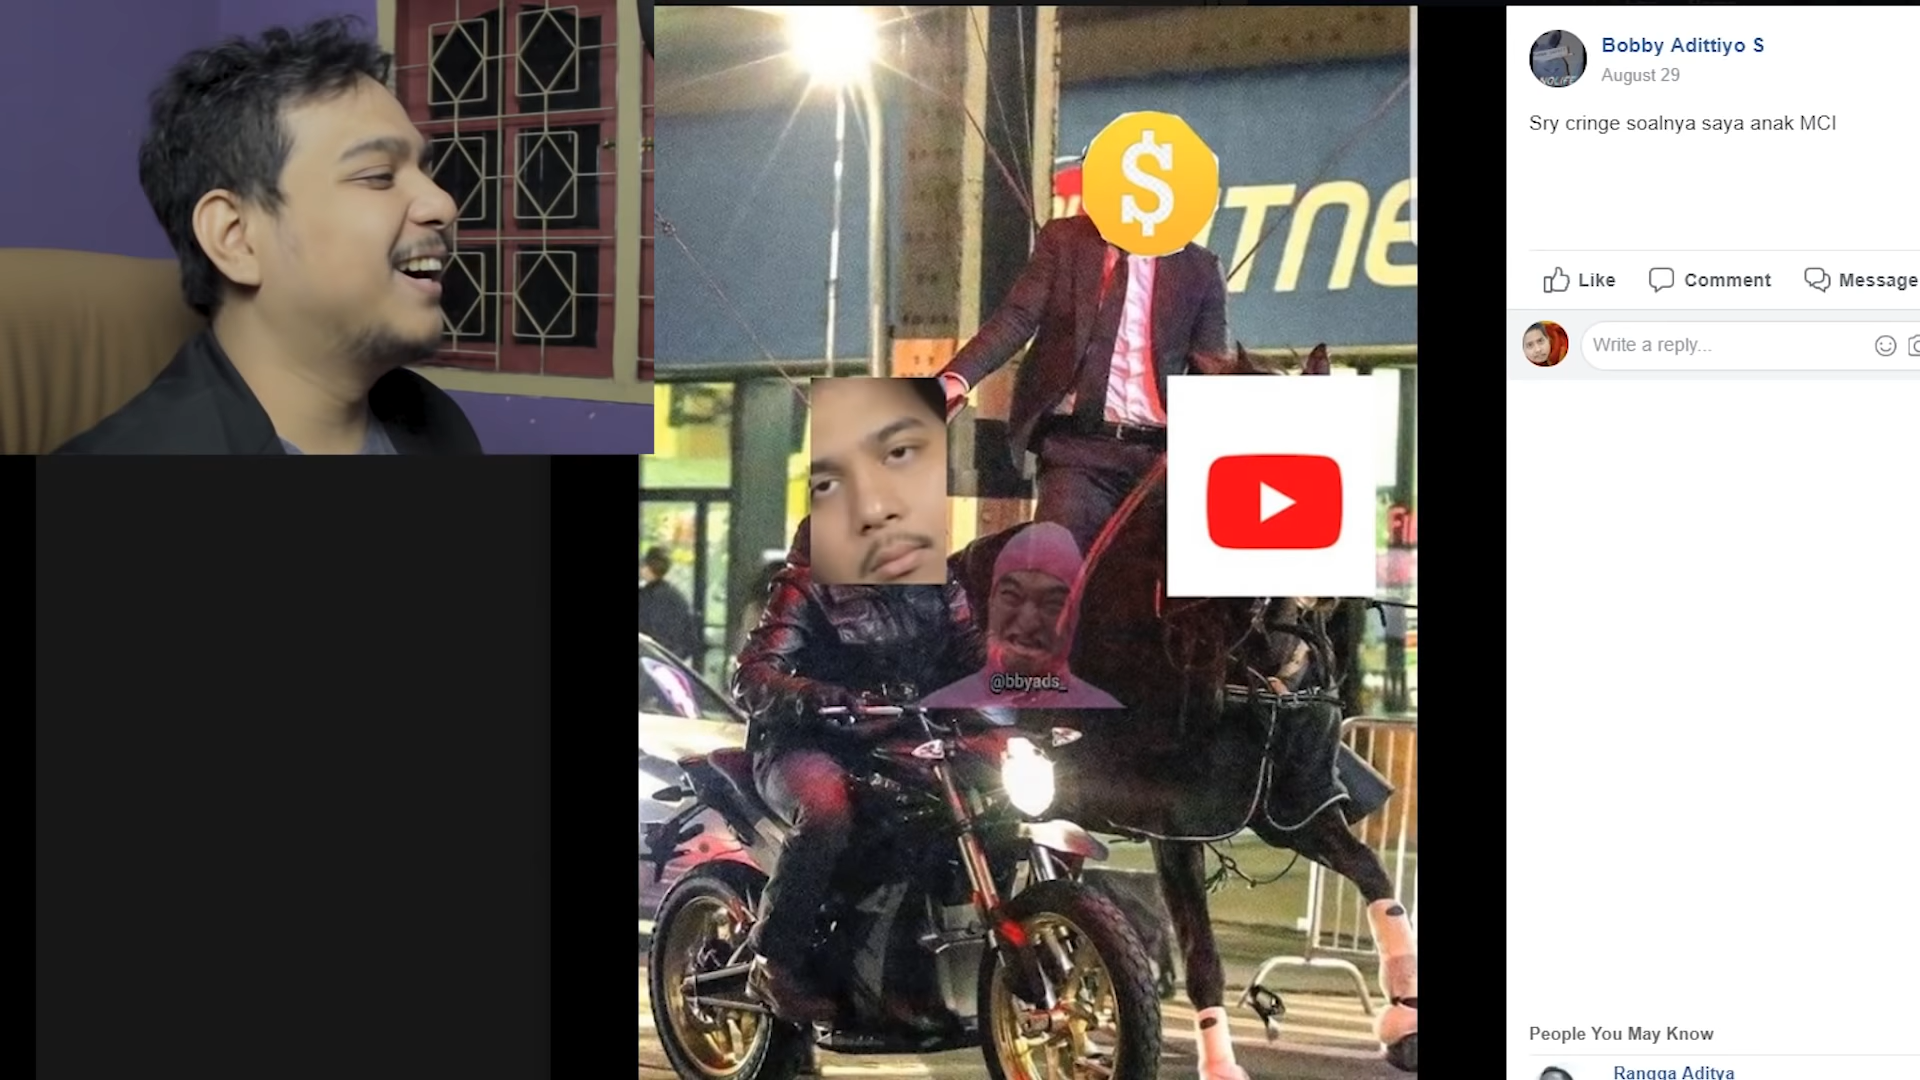 Bobby Adittiyo S
August 29
Sry cringe soalnya saya anak MCI
Like
Comment
Message
Write a reply...
$
TNE
@bbyads_
People You May Know
Rangga Aditya